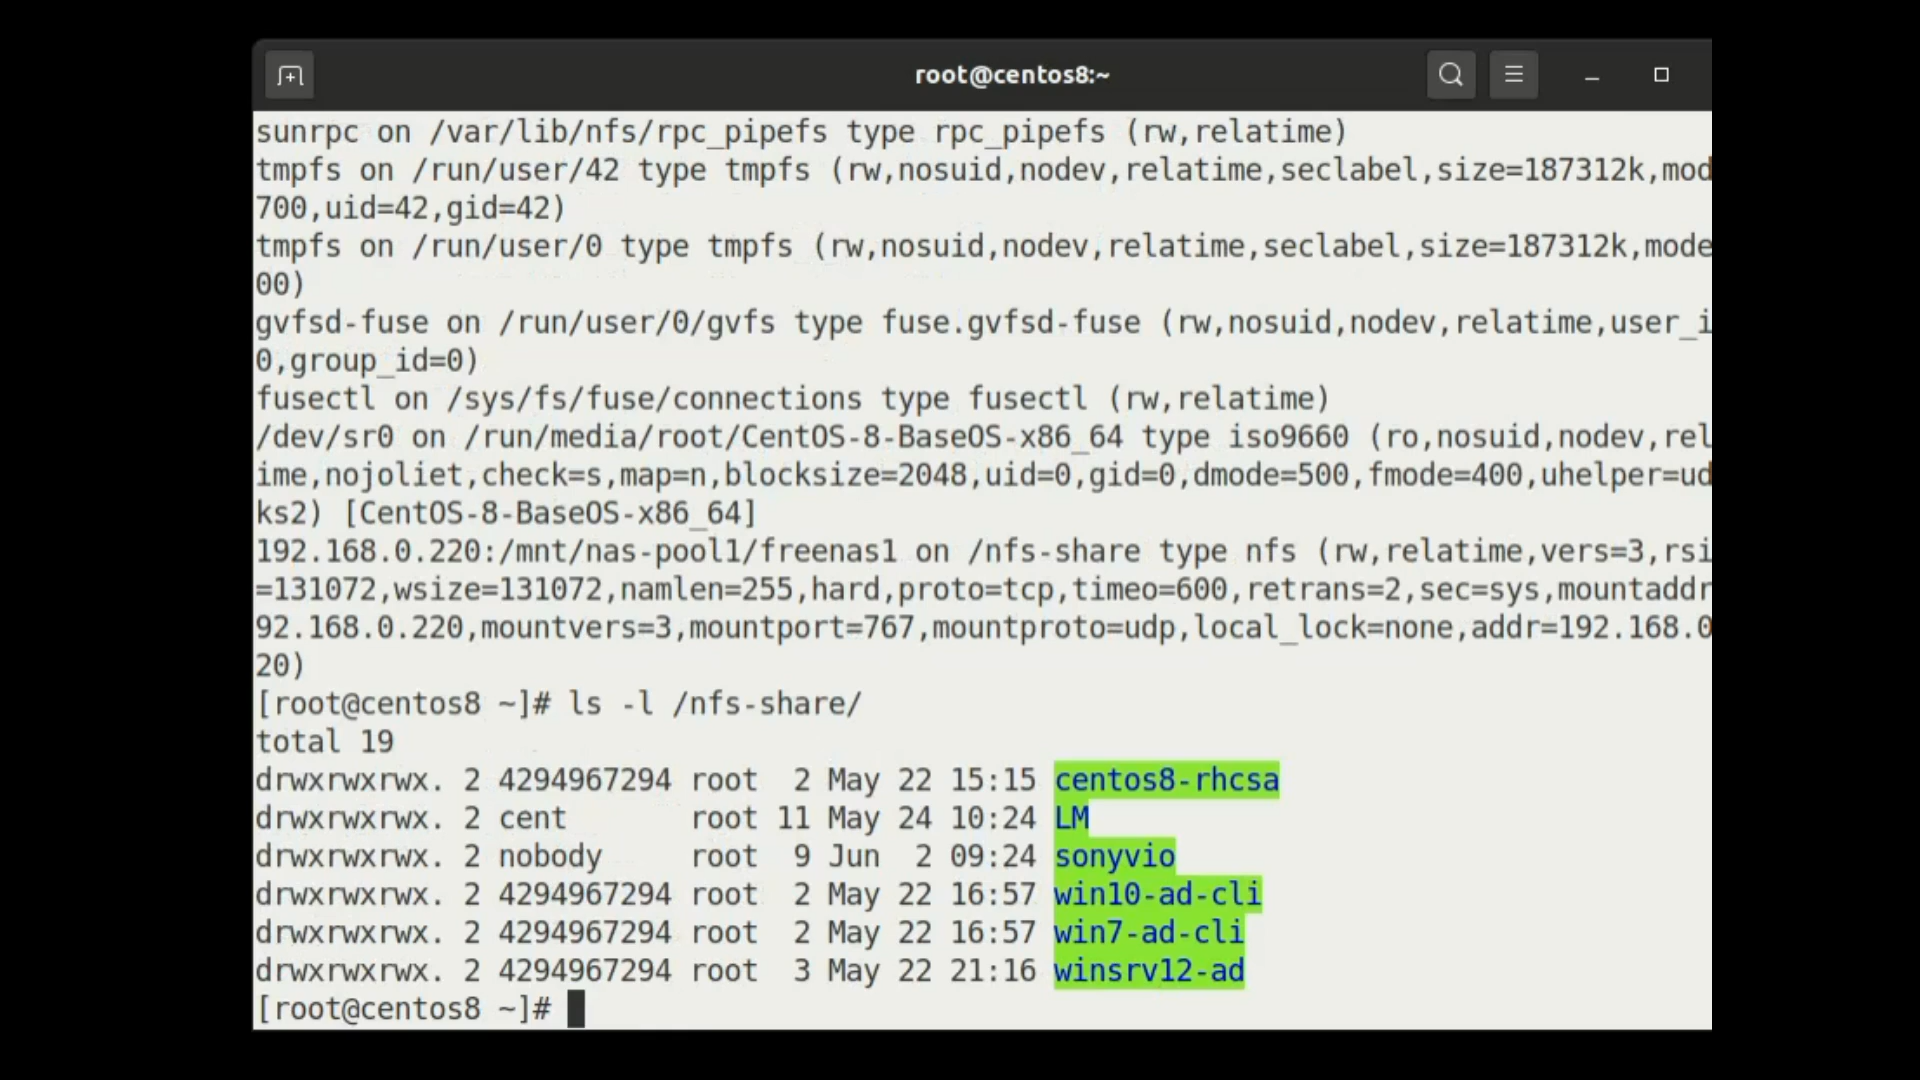 root@centos8:~
sunrpc on /var/lib/nfs/rpc_pipefs type rpc_pipefs (rw,relatime)
tmpfs on /run/user/42 type tmpfs (rw,nosuid,nodev,relatime,seclabel,size=187312k,mod
700,uid=42,gid=42)
tmpfs on /run/user/0 type tmpfs (rw,nosuid,nodev,relatime,seclabel,size=187312k,mode
00)
gvfsd-fuse on /run/user/0/gvfs type fuse.gvfsd-fuse (rw,nosuid,nodev,relatime,user_i
0,group_id=0)
fusectl on /sys/fs/fuse/connections type fusectl (rw,relatime)
/dev/sr0 on /run/media/root/CentOS-8-BaseOS-x86_64 type iso9660 (ro,nosuid,nodev,rel
ime,nojoliet,check=s,map=n,blocksize=2048,uid=0,gid=0,dmode=500,fmode=400,uhelper=ud
ks2) [CentOS-8-BaseOS-x86_64]
192.168.0.220:/mnt/nas-pool1/freenas1 on /nfs-share type nfs (rw,relatime,vers=3,rsi
=131072,wsize=131072,namlen=255,hard,proto=tcp,timeo=600,retrans=2,sec=sys,mountaddr
92.168.0.220,mountvers=3,mountport=767,mountproto=udp,local_lock=none,addr=192.168.0
20)
[root@centos8 ~]# ls -l /nfs-share/
total 19
drwxrwxrwx. 2 4294967294 root  2 May 22 15:15 centos8-rhcsa
drwxrwxrwx. 2 cent       root 11 May 24 10:24 LM
drwxrwxrwx. 2 nobody     root  9 Jun  2 09:24 sonyvio
drwxrwxrwx. 2 4294967294 root  2 May 22 16:57 win10-ad-cli
drwxrwxrwx. 2 4294967294 root  2 May 22 16:57 win7-ad-cli
drwxrwxrwx. 2 4294967294 root  3 May 22 21:16 winsrv12-ad
[root@centos8 ~]#